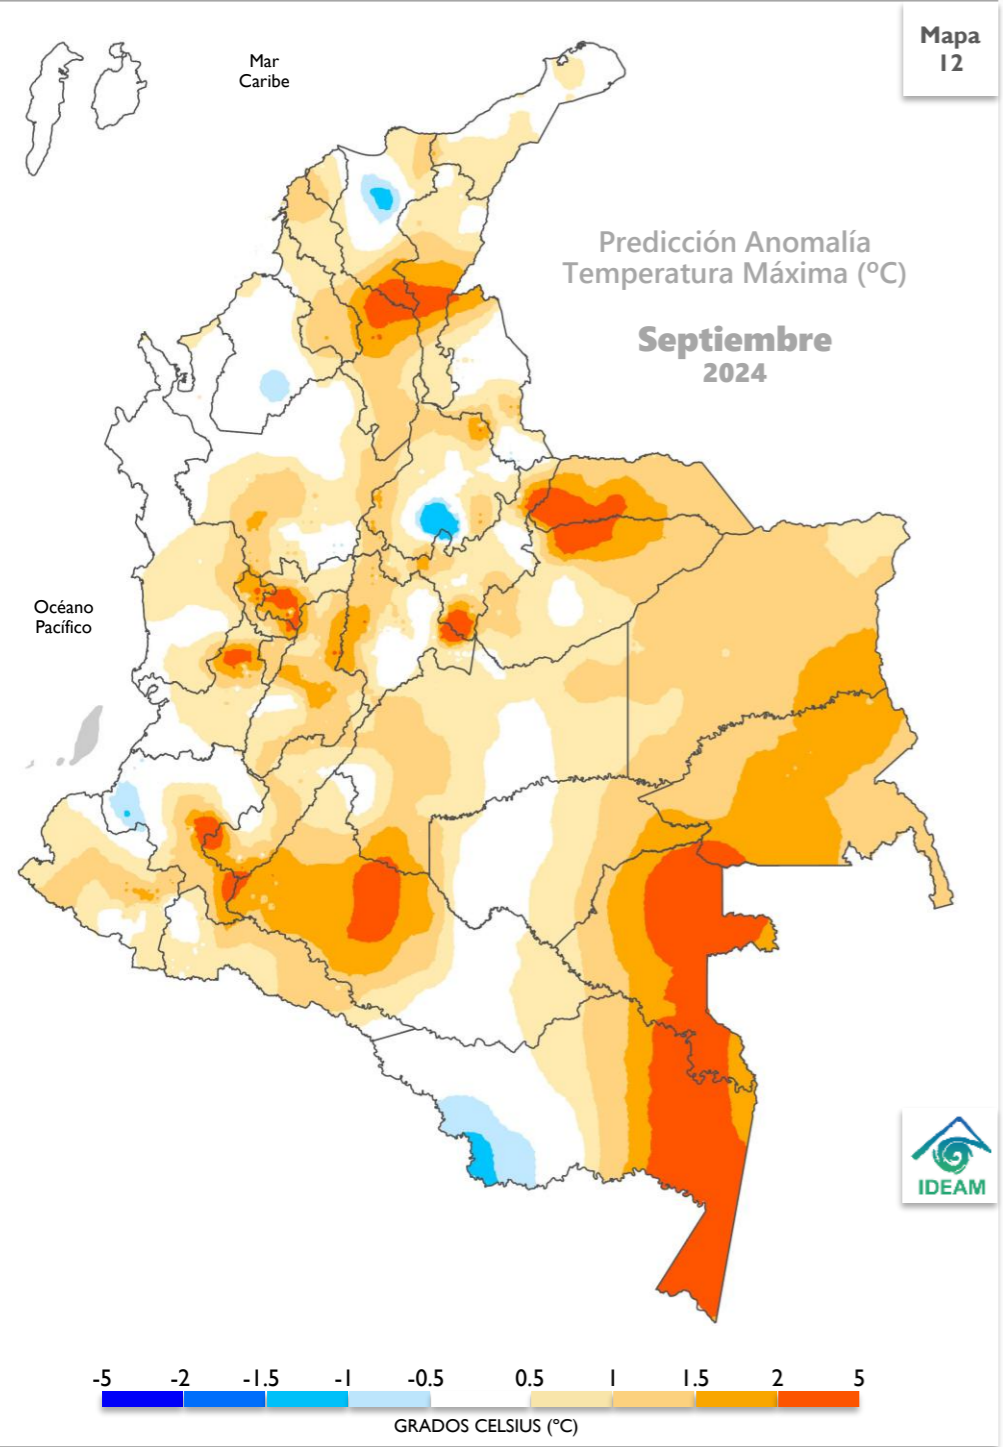 Mapa
12
Mar
Caribe
Predicción Anomalía
Temperatura Máxima (ºC)
Septiembre
2024
Océano
Pacífico
IDEAM
-5 -2 -1.5 -1 -0.5 0.5 1 1.5 2 5
GRADOS CELSIUS (ºC)